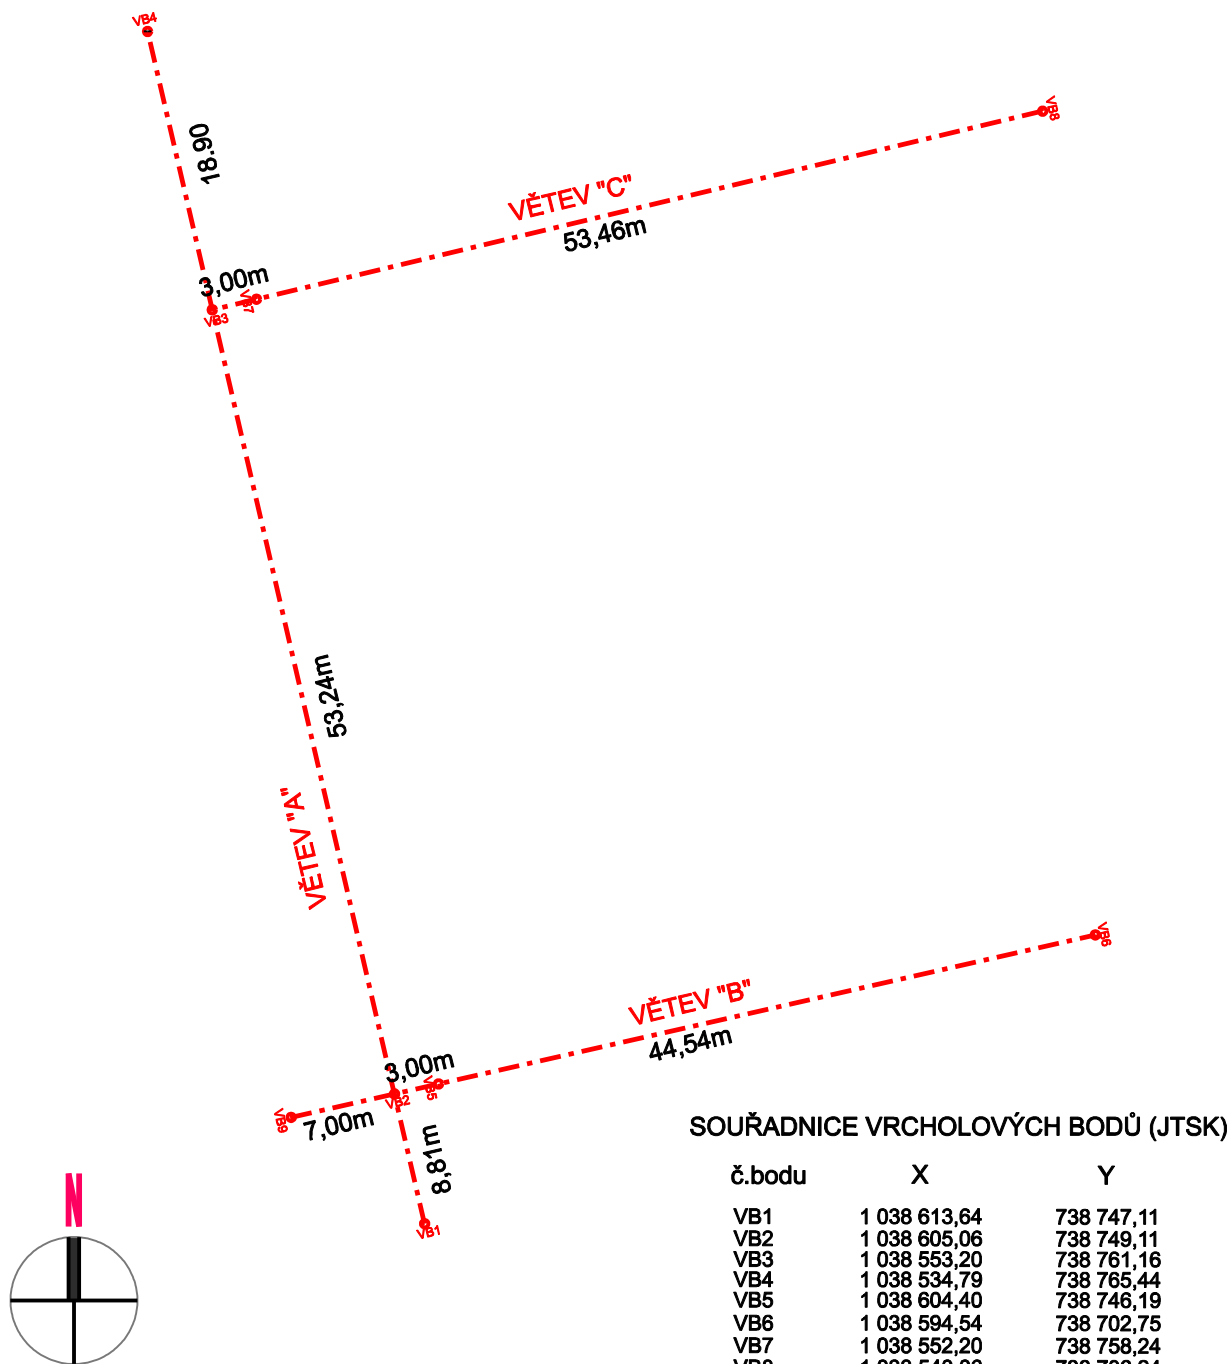 VB4
VB8
18.90
VĚTEV "C"
53,46m
3,00m
VB7
VB3
53,24m
VĚTEV "A"
VB6
VĚTEV "B"
44,54m
3,00m
VB5
VB2
VB9
7,00m
8,81m
VB1
N
SOUŘADNICE VRCHOLOVÝCH BODŮ (JTSK)
č.bodu X Y
VB1 1 038 613,64 738 747,11
VB2 1 038 605,06 738 749,11
VB3 1 038 553,20 738 761,16
VB4 1 038 534,79 738 765,44
VB5 1 038 604,40 738 746,19
VB6 1 038 594,54 738 702,75
VB7 1 038 552,20 738 758,24